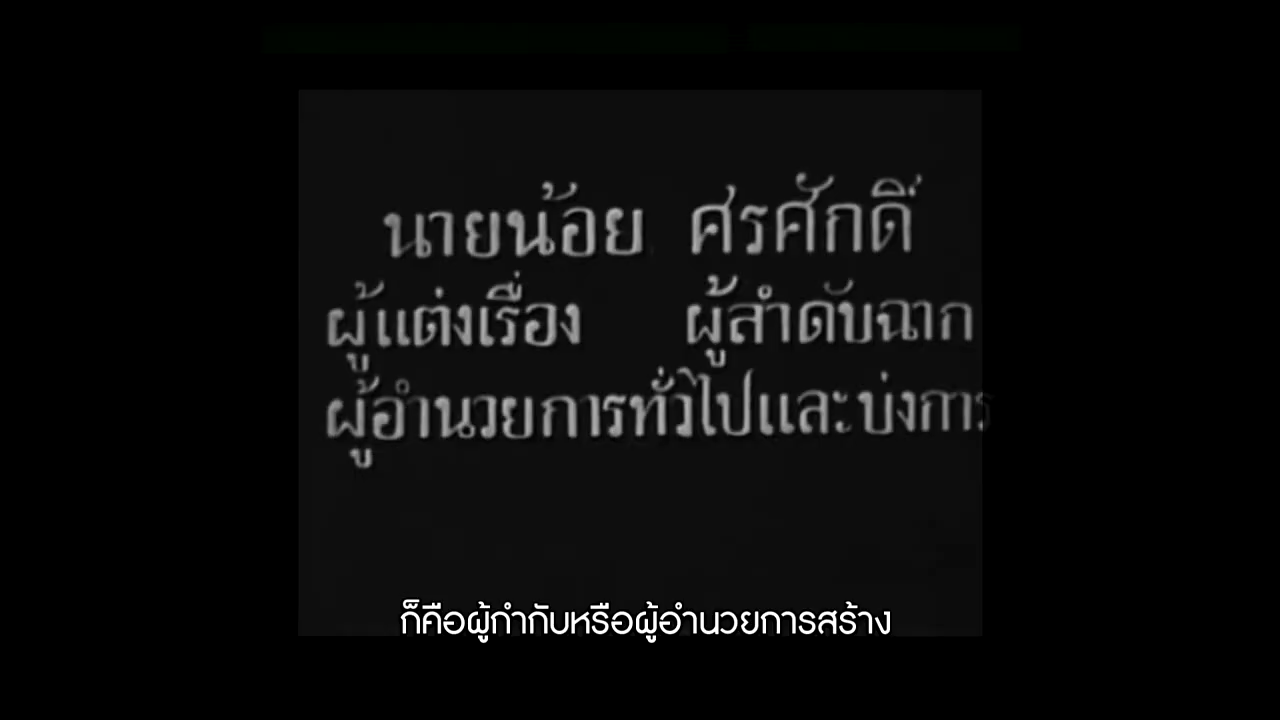 นายน้อย ศรศักดิ์
ผู้แต่งเรื่อง ผู้ลำดับฉาก
ผู้อำนวยการทั่วไปและบ่งการ
ก็คือผู้กำกับหรือผู้อำนวยการสร้าง